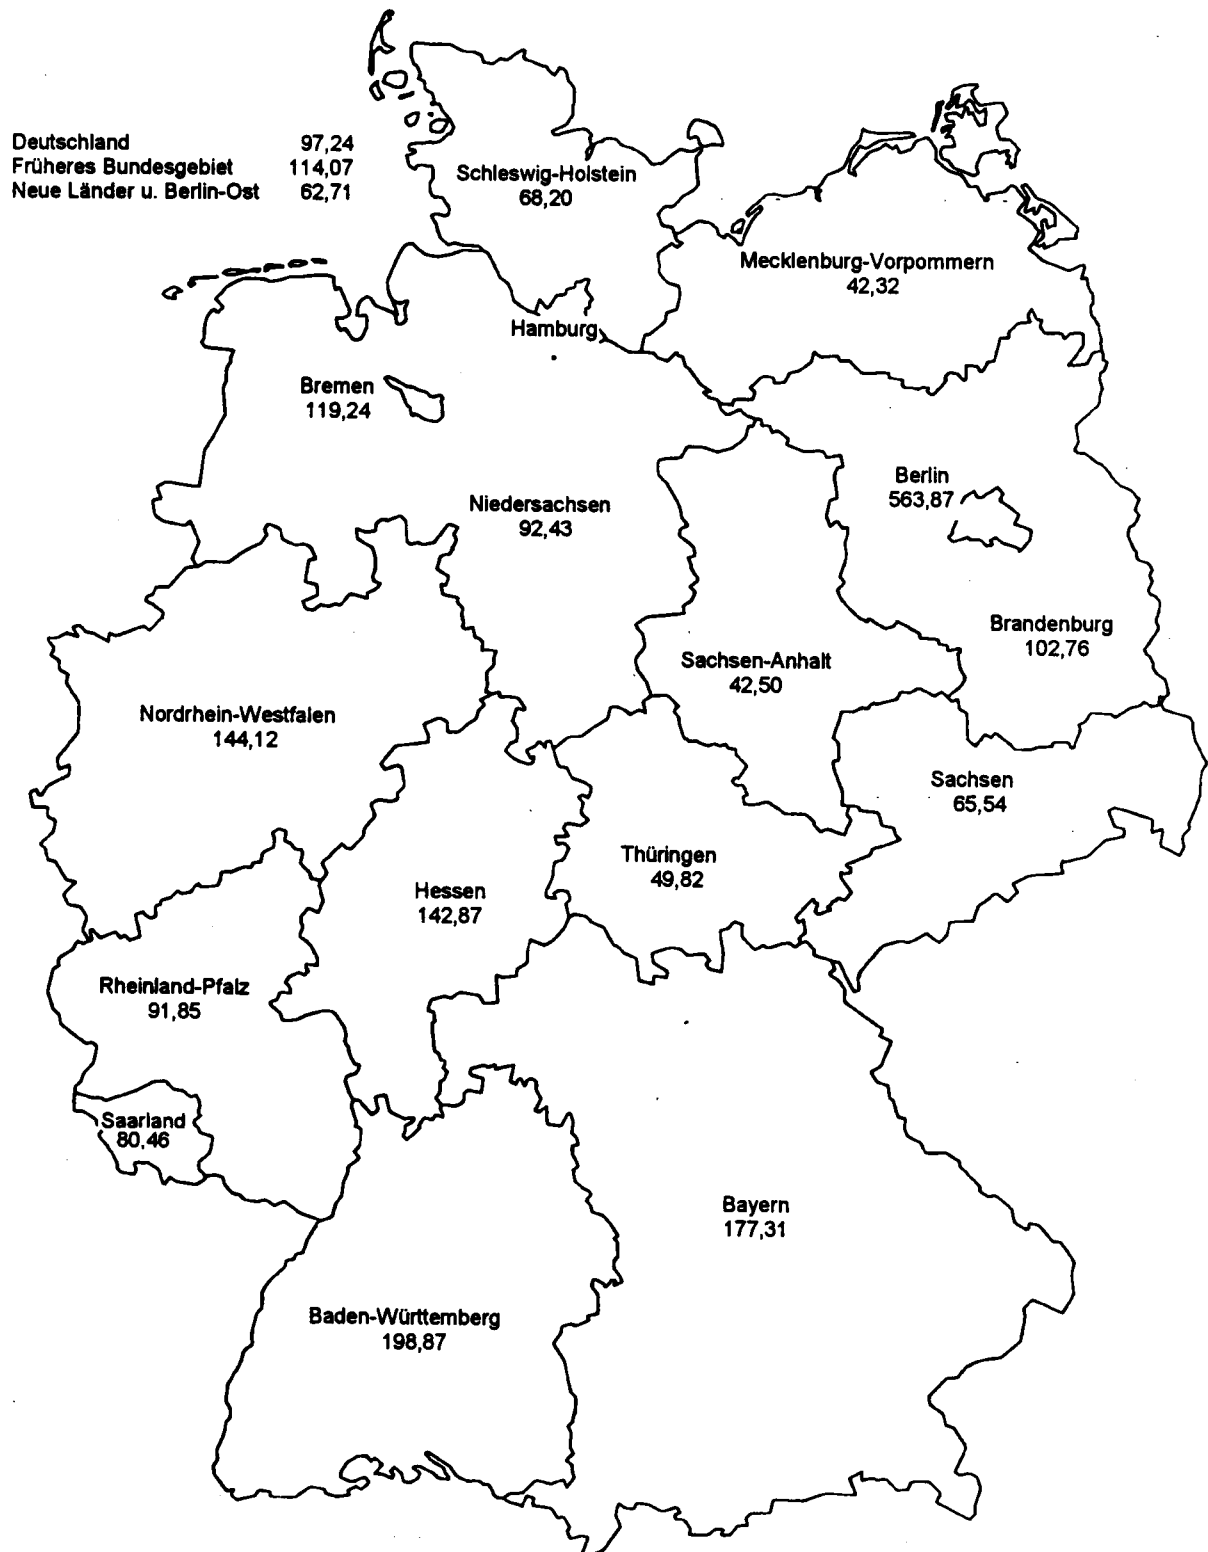 Deutschland 97,24
Früheres Bundesgebiet 114,07
Neue Länder u. Berlin-Ost 62,71
Schleswig-Holstein
68,20
Mecklenburg-Vorpommern
42,32
Hamburg
Bremen
119,24
Berlin
563,87
Niedersachsen
92,43
Brandenburg
102,76
Sachsen-Anhalt
42,50
Nordrhein-Westfalen
144,12
Sachsen
65,54
Thüringen
49,82
Hessen
142,87
Rheinland-Pfalz
91,85
Saarland
80,46
Bayern
177,31
Baden-Württemberg
198,87